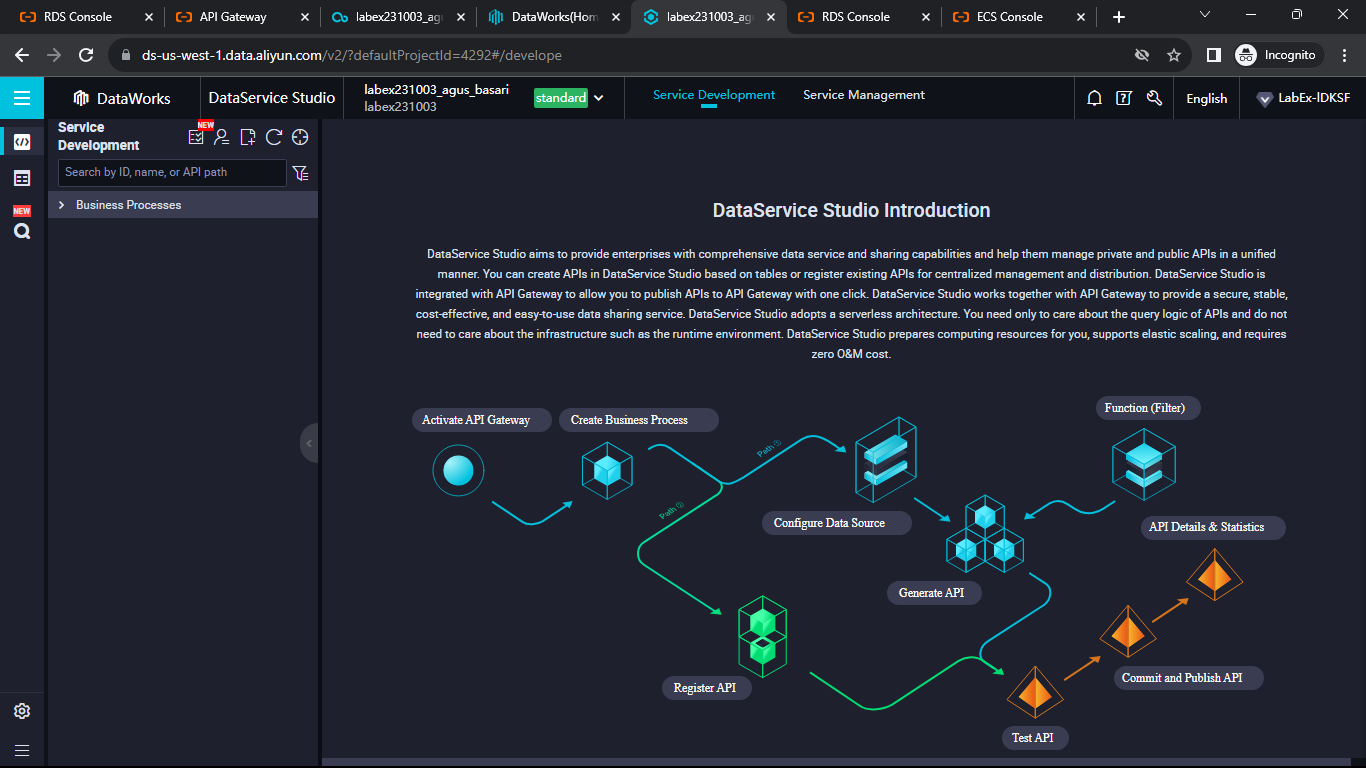 RDS Console
API Gateway
labex231003_agu
DataWorks(Hom
labex231003_ag
RDS Console
ECS Console
ds-us-west-1.data.aliyun.com/v2/?defaultProjectId=4292#/develope
Incognito
DataWorks
DataService Studio
labex231003_agus_basari
labex231003
standard
Service Development
Service Management
English
LabEx-lDKSF
Service
Development
NEW
Search by ID, name, or API path
Business Processes
NEW
DataService Studio Introduction
DataService Studio aims to provide enterprises with comprehensive data service and sharing capabilities and help them manage private and public APIs in a unified
manner. You can create APIs in DataService Studio based on tables or register existing APIs for centralized management and distribution. DataService Studio is
integrated with API Gateway to allow you to publish APIs to API Gateway with one click. DataService Studio works together with API Gateway to provide a secure, stable,
cost-effective, and easy-to-use data sharing service. DataService Studio adopts a serverless architecture. You need only to care about the query logic of APIs and do not
need to care about the infrastructure such as the runtime environment. DataService Studio prepares computing resources for you, supports elastic scaling, and requires
zero O&M cost.
Activate API Gateway
Create Business Process
Path ①
Path ②
Function (Filter)
Configure Data Source
API Details & Statistics
Generate API
Register API
Commit and Publish API
Test API